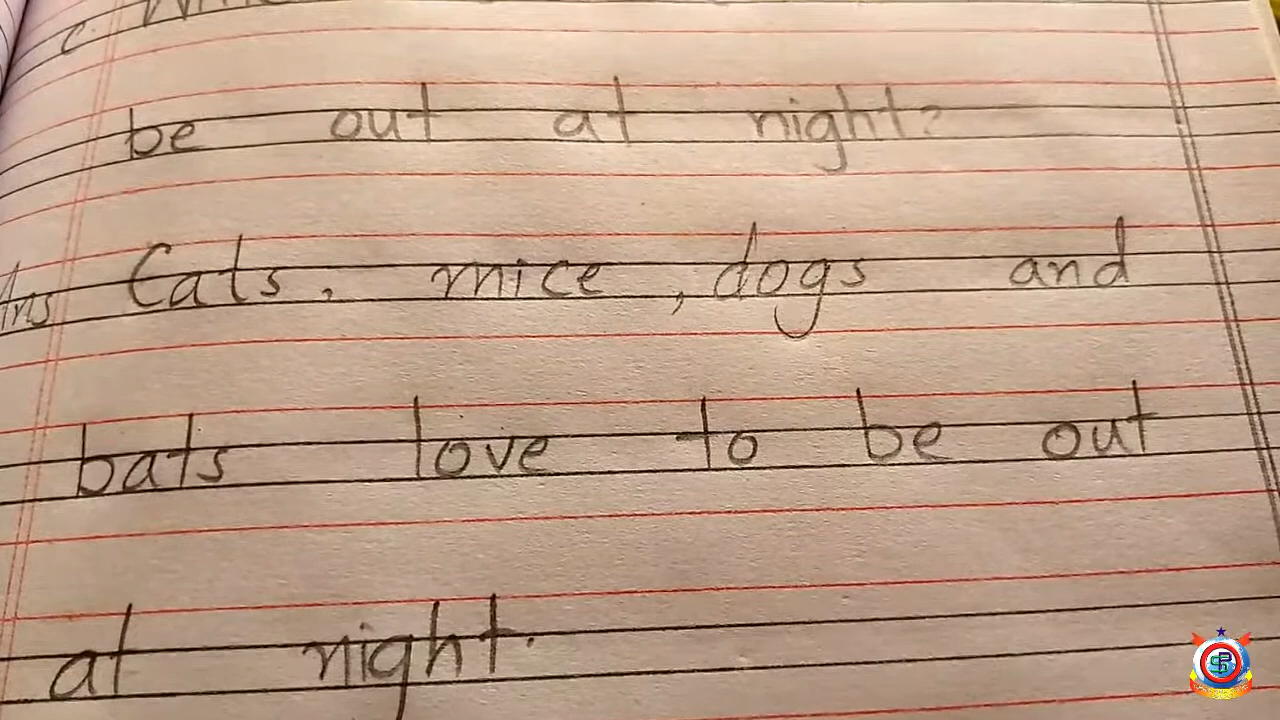 be out at night?
Ans Cats, mice, dogs and
bats love to be out
at night.